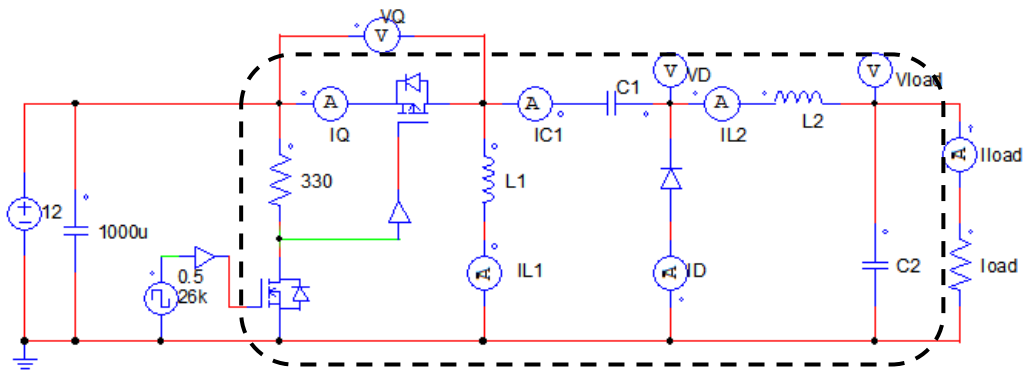 VQ
V
V
VD
V
Vload
A
IQ
A
IC1
C1
A
IL2
L2
A
Iload
330
L1
12
1000u
0.5
26k
A
IL1
A
ID
C2
load